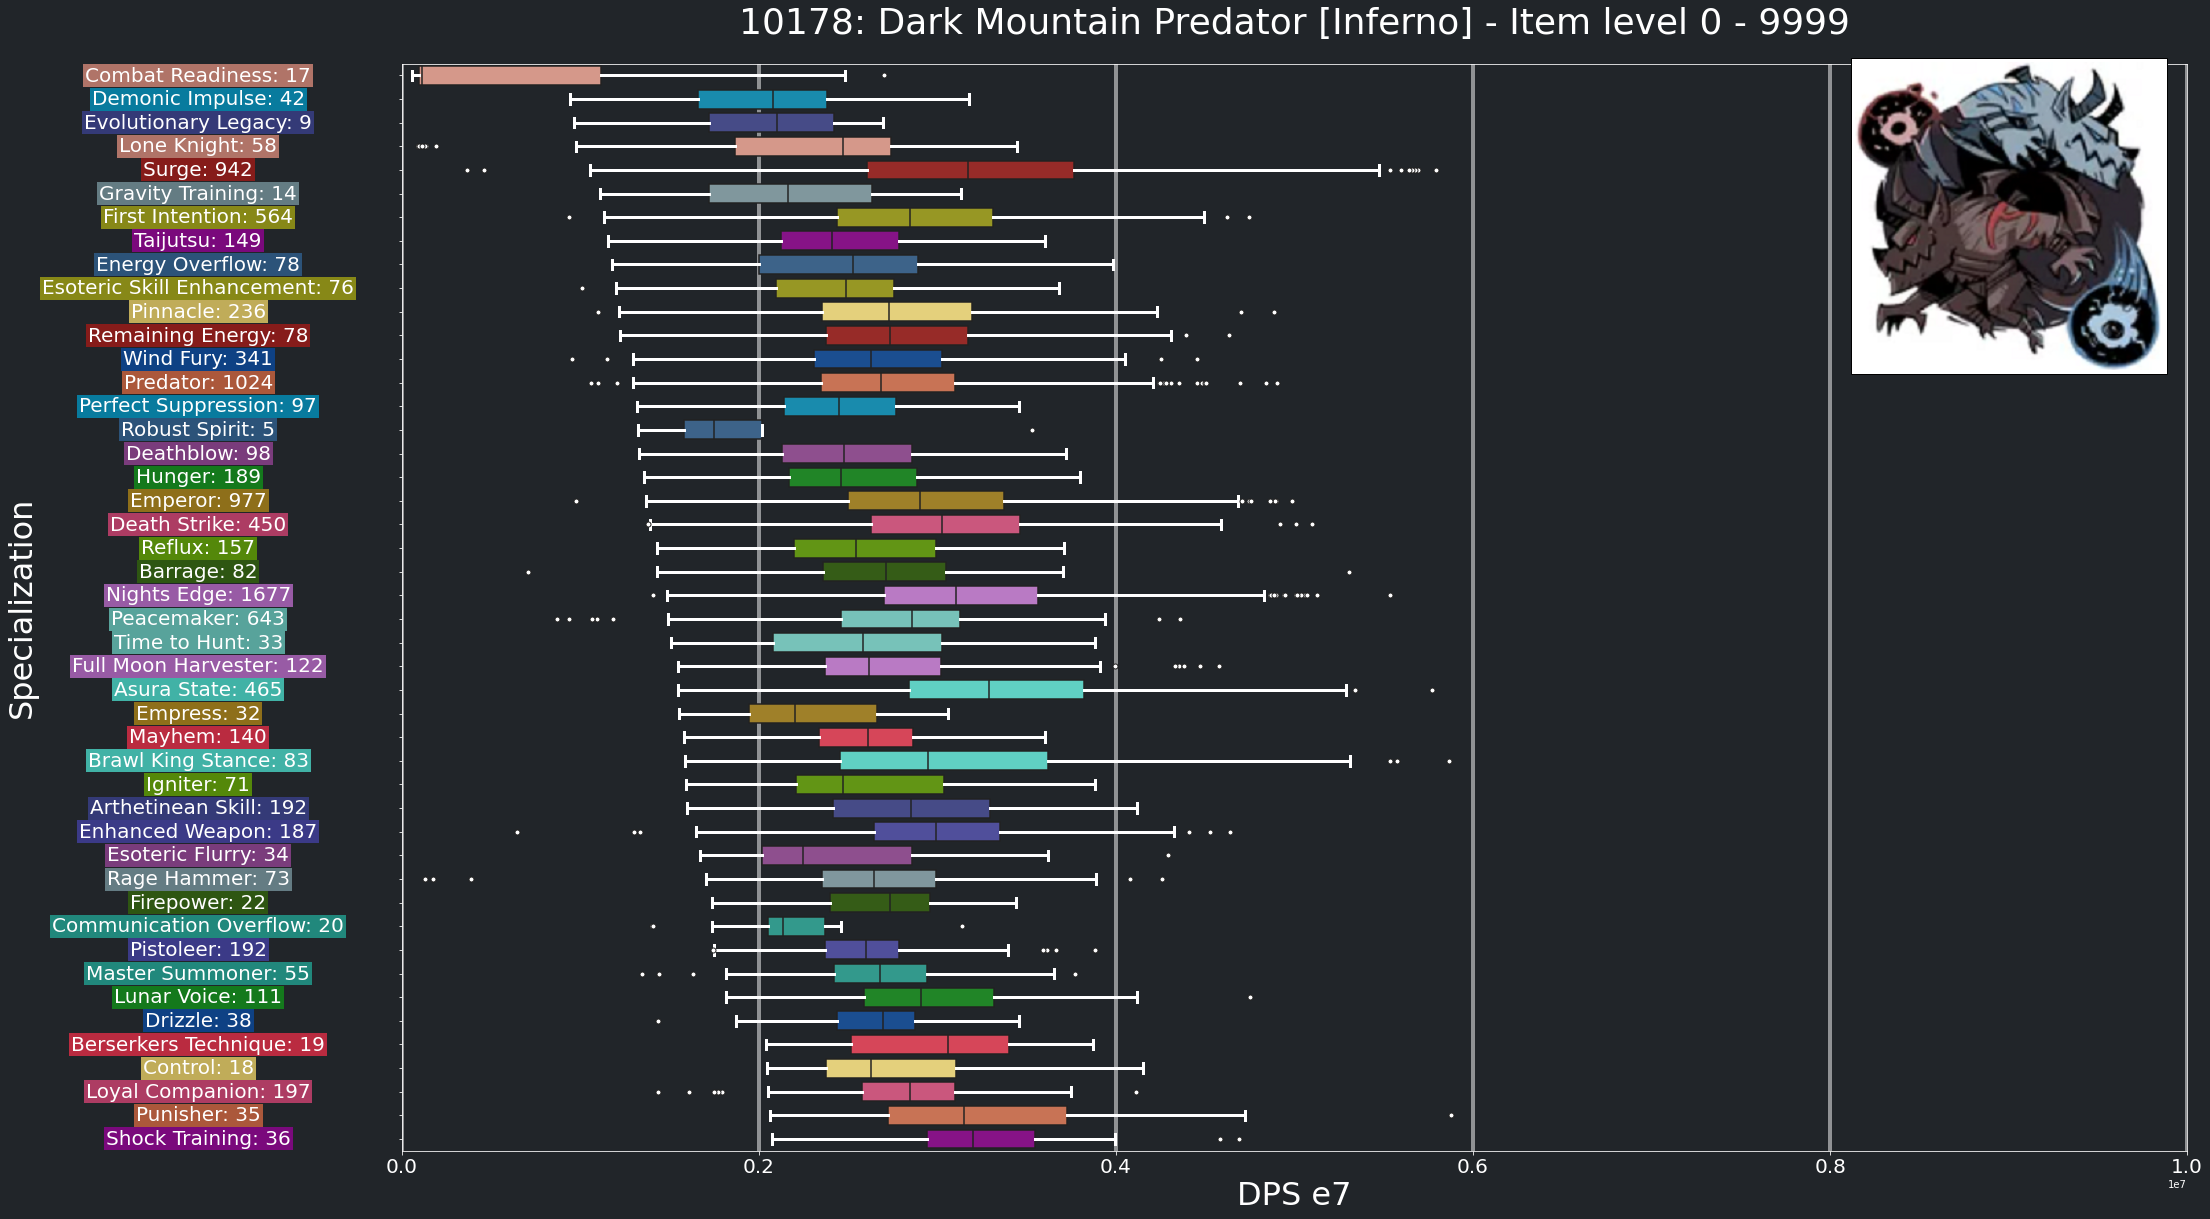 10178: Dark Mountain Predator [Inferno] - Item level 0 - 9999
Specialization
Combat Readiness: 17
Demonic Impulse: 42
Evolutionary Legacy: 9
Lone Knight: 58
Surge: 942
Gravity Training: 14
First Intention: 564
Taijutsu: 149
Energy Overflow: 78
Esoteric Skill Enhancement: 76
Pinnacle: 236
Remaining Energy: 78
Wind Fury: 341
Predator: 1024
Perfect Suppression: 97
Robust Spirit: 5
Deathblow: 98
Hunger: 189
Emperor: 977
Death Strike: 450
Reflux: 157
Barrage: 82
Nights Edge: 1677
Peacemaker: 643
Time to Hunt: 33
Full Moon Harvester: 122
Asura State: 465
Empress: 32
Mayhem: 140
Brawl King Stance: 83
Igniter: 71
Arthetinean Skill: 192
Enhanced Weapon: 187
Esoteric Flurry: 34
Rage Hammer: 73
Firepower: 22
Communication Overflow: 20
Pistoleer: 192
Master Summoner: 55
Lunar Voice: 111
Drizzle: 38
Berserkers Technique: 19
Control: 18
Loyal Companion: 197
Punisher: 35
Shock Training: 36
0.0 0.2 0.4 0.6 0.8 1.0
1e7
DPS e7